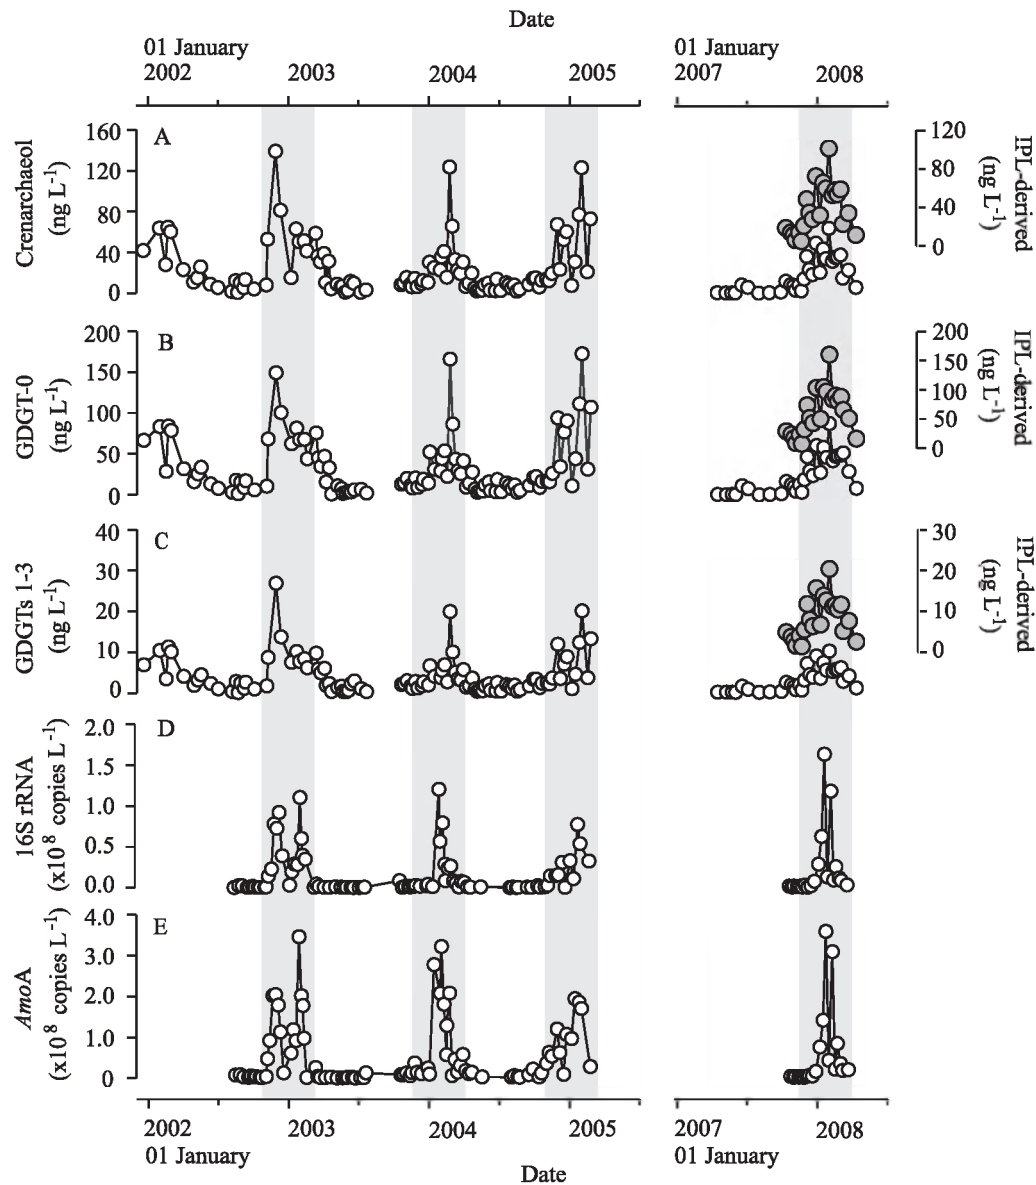 Date
01 January 01 January
2002 2003 2004 2005 2007 2008
A
Crenarchaeol
(ng L⁻¹)
160
120
80
40
0
120
80
40
0
IPL-derived
(ng L⁻¹)
B
GDGT-0
(ng L⁻¹)
200
150
100
50
0
200
150
100
50
0
IPL-derived
(ng L⁻¹)
C
GDGTs 1-3
(ng L⁻¹)
40
30
20
10
0
30
20
10
0
IPL-derived
(ng L⁻¹)
D
16S rRNA
(x10⁸ copies L⁻¹)
2.0
1.5
1.0
0.5
0.0
E
AmoA
(x10⁸ copies L⁻¹)
4.0
3.0
2.0
1.0
0
2002 2003 2004 2005 2007 2008
01 January 01 January
Date